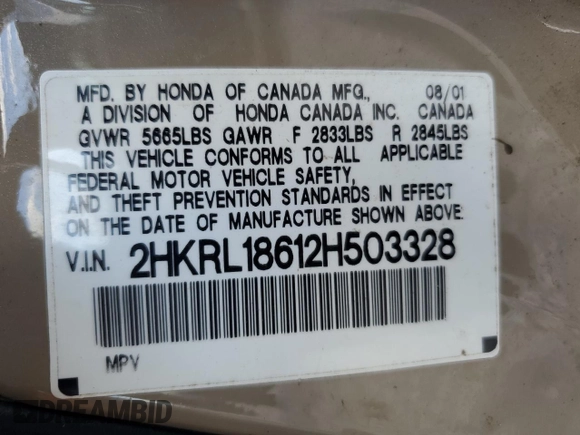 MFD. BY HONDA OF CANADA MFG., 08/01
A DIVISION OF HONDA CANADA INC. CANADA
GVWR 5665LBS GAWR F 2833LBS R 2845LBS
THIS VEHICLE CONFORMS TO ALL APPLICABLE
FEDERAL MOTOR VEHICLE SAFETY,
AND THEFT PREVENTION STANDARDS IN EFFECT
ON THE DATE OF MANUFACTURE SHOWN ABOVE.
V.I.N. 2HKRL18612H503328
MPV
DREAMBID